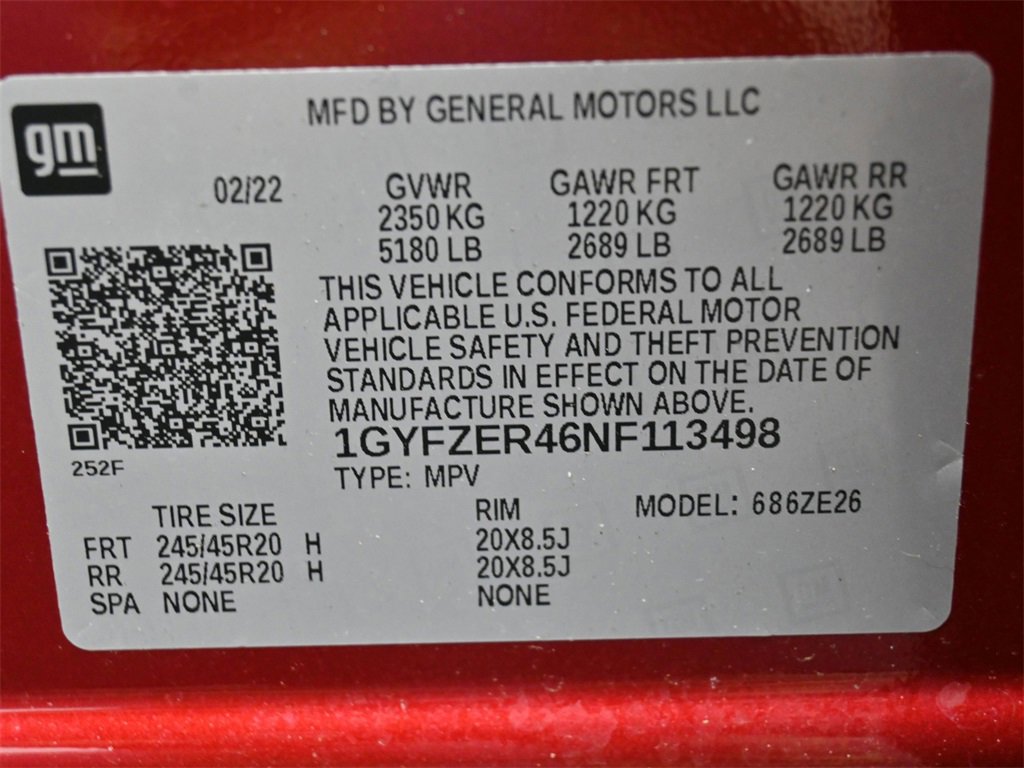 gm
MFD BY GENERAL MOTORS LLC
02/22 GVWR GAWR FRT GAWR RR
2350 KG 1220 KG 1220 KG
5180 LB 2689 LB 2689 LB
THIS VEHICLE CONFORMS TO ALL
APPLICABLE U.S. FEDERAL MOTOR
VEHICLE SAFETY AND THEFT PREVENTION
STANDARDS IN EFFECT ON THE DATE OF
MANUFACTURE SHOWN ABOVE.
1GYFZER46NF113498
252F
TYPE: MPV
TIRE SIZE RIM MODEL: 686ZE26
FRT 245/45R20 H 20X8.5J
RR 245/45R20 H 20X8.5J
SPA NONE NONE